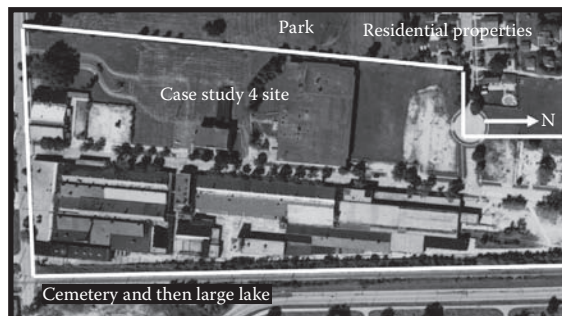 Park
Residential properties
Case study 4 site
N
Cemetery and then large lake